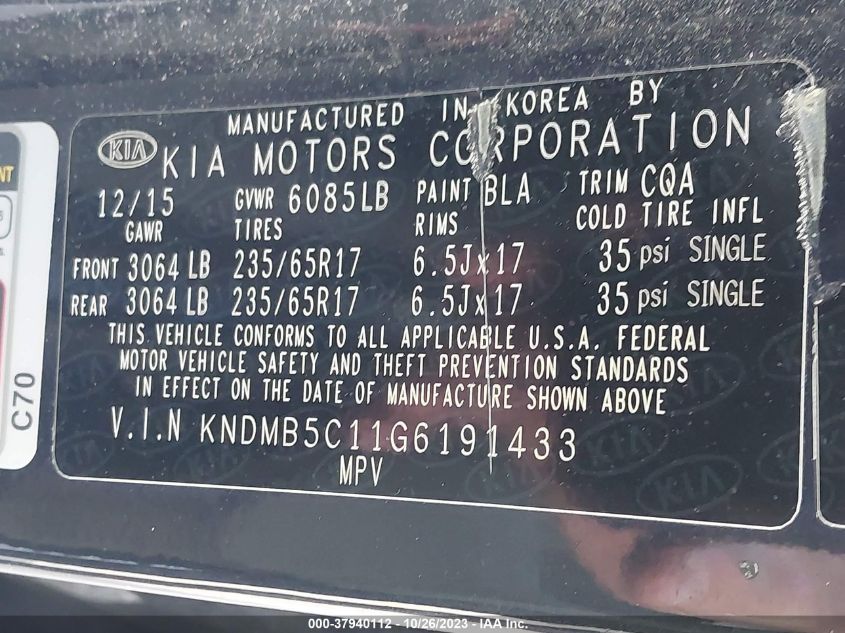 MANUFACTURED IN KOREA BY
KIA KIA MOTORS CORPORATION
12/15 GVWR 6085LB PAINT BLA TRIM CQA
GAWR TIRES RIMS COLD TIRE INFL
FRONT 3064 LB 235/65R17 6.5Jx17 35 psi SINGLE
REAR 3064 LB 235/65R17 6.5Jx17 35 psi SINGLE
THIS VEHICLE CONFORMS TO ALL APPLICABLE U.S.A. FEDERAL
MOTOR VEHICLE SAFETY AND THEFT PREVENTION STANDARDS
IN EFFECT ON THE DATE OF MANUFACTURE SHOWN ABOVE
V.I.N KNDMB5C11G6191433
MPV
C70
000-37940112 - 10/26/2023 - IAA Inc.